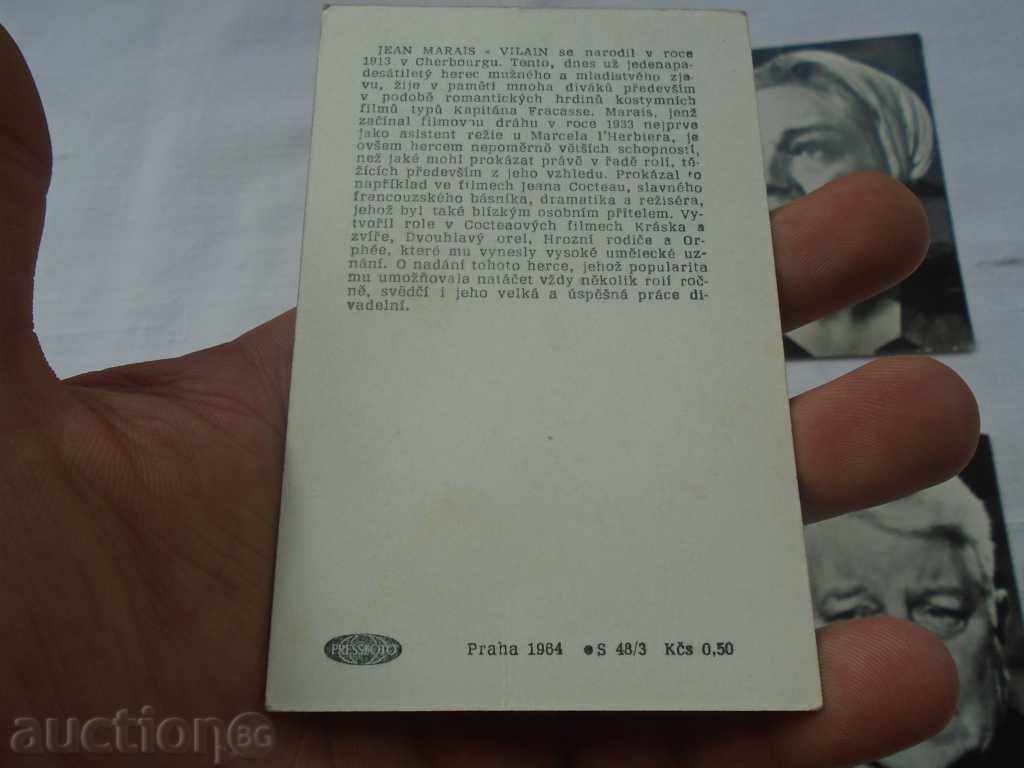 JEAN MARAIS - VILAIN se narodil v roce
1913 v Cherbourgu. Tento, dnes už jedenapa-
desátiletý herec mužného a mladistvého zje-
vu, žije v paměti mnoha diváků především
v podobě romantických hrdinů kostymních
filmů typů Kapitána Fracasse. Marais, jenž
začínal filmovou dráhu v roce 1933 nejprve
jako asistent režie u Marcela l'Herbiera, je
ovšem hercem nepoměrně větších schopností,
než jaké mohl prokázat právě v řadě rolí, tě-
žících především z jeho vzhledu. Prokázal to
například ve filmech Jeana Cocteau, slavného
francouzského básníka, dramatika a režiséra,
jehož byl také blízkým osobním přítelem. Vy-
tvořil role v Cocteaových filmech Kráska a
zvíře, Dvouhlavý orel, Hrozní rodiče a Or-
phée, které mu vynesly vysoké umělecké uz-
nání. O nadání tohoto herce, jehož popularita
mu umožňovala natáčet vždy několik rolí roč-
ně, svědčí i jeho velká a úspěšná práce di-
vadelní.
PRESSFOTO
Praha 1964 ●S 48/3 Kčs 0,50
auction BG